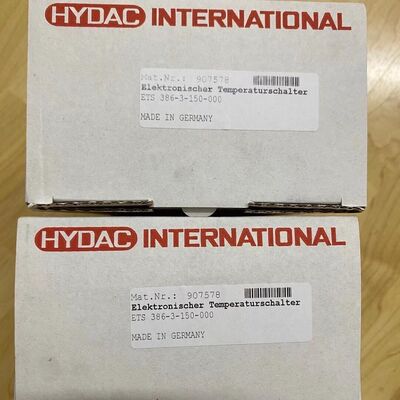 HYDAC INTERNATIONAL
Mat.Nr.: 907578
Elektronischer Temperaturschalter
ETS 386-3-150-000
MADE IN GERMANY
HYDAC INTERNATIONAL
Mat.Nr.: 907578
Elektronischer Temperaturschalter
ETS 386-3-150-000
MADE IN GERMANY